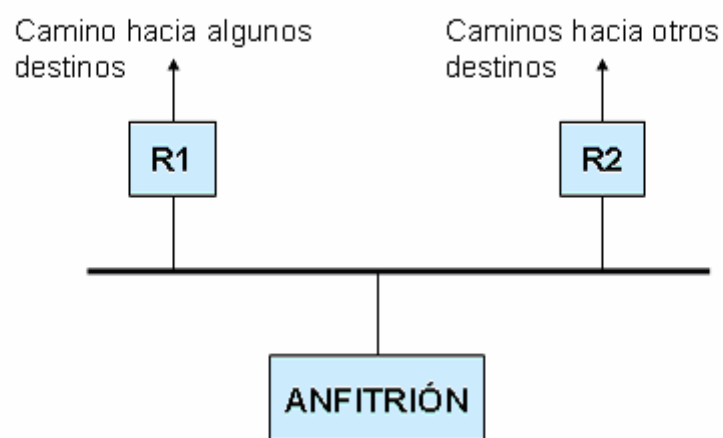 Camino hacia algunos
destinos
Caminos hacia otros
destinos
R1
R2
ANFITRIÓN